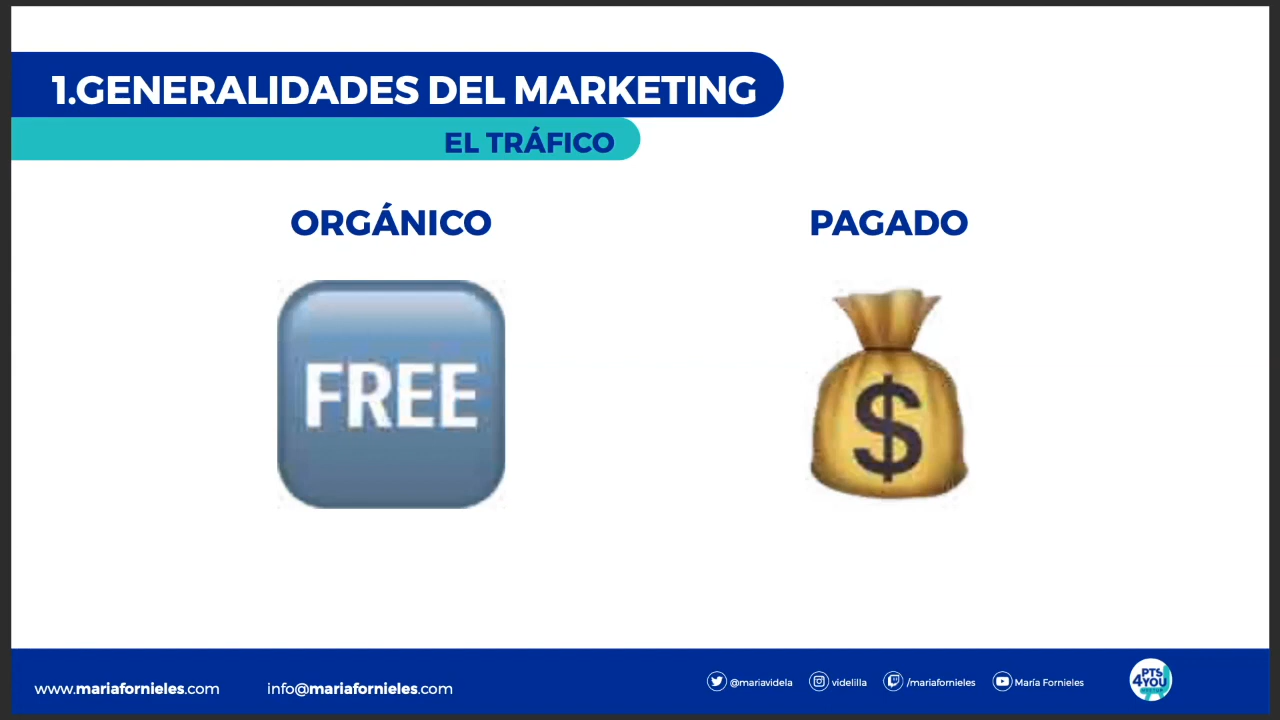 1.GENERALIDADES DEL MARKETING
EL TRÁFICO
ORGÁNICO
PAGADO
FREE
$
www.mariafornieles.com
info@mariafornieles.com
@mariavidela
videlilla
/mariafornieles
María Fornieles
PTS
4YOU